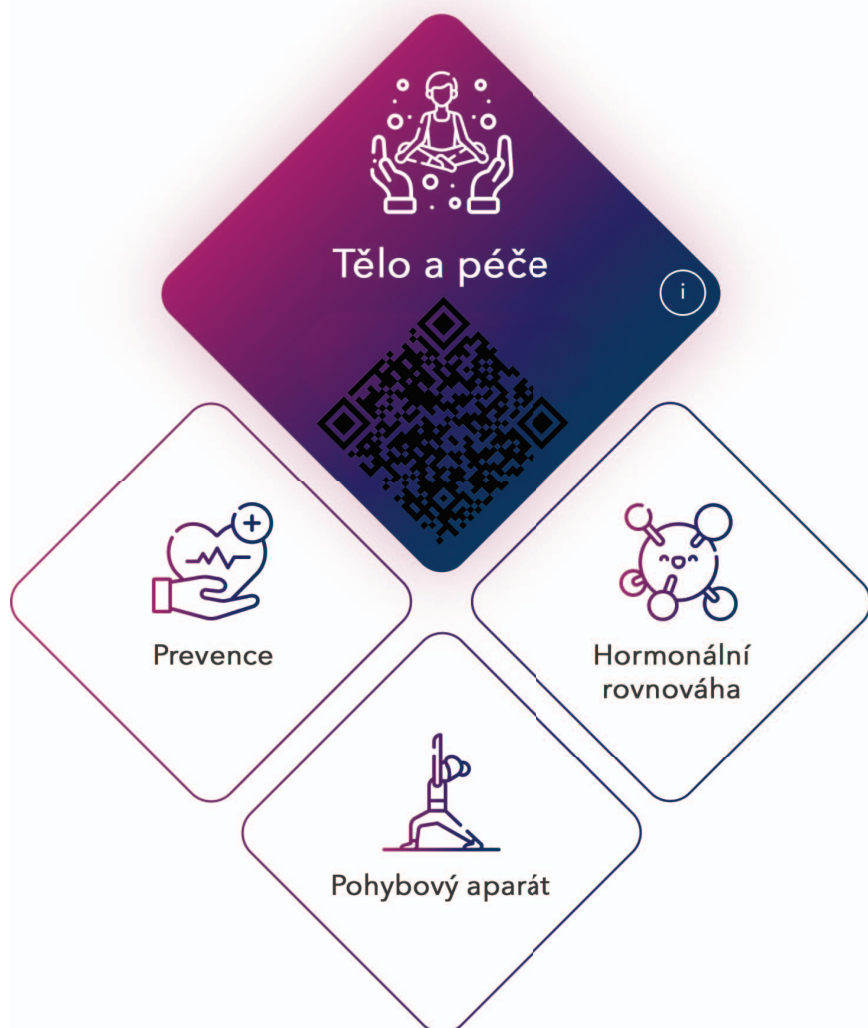 Tělo a péče
i
Prevence
Hormonální
rovnováha
Pohybový aparát